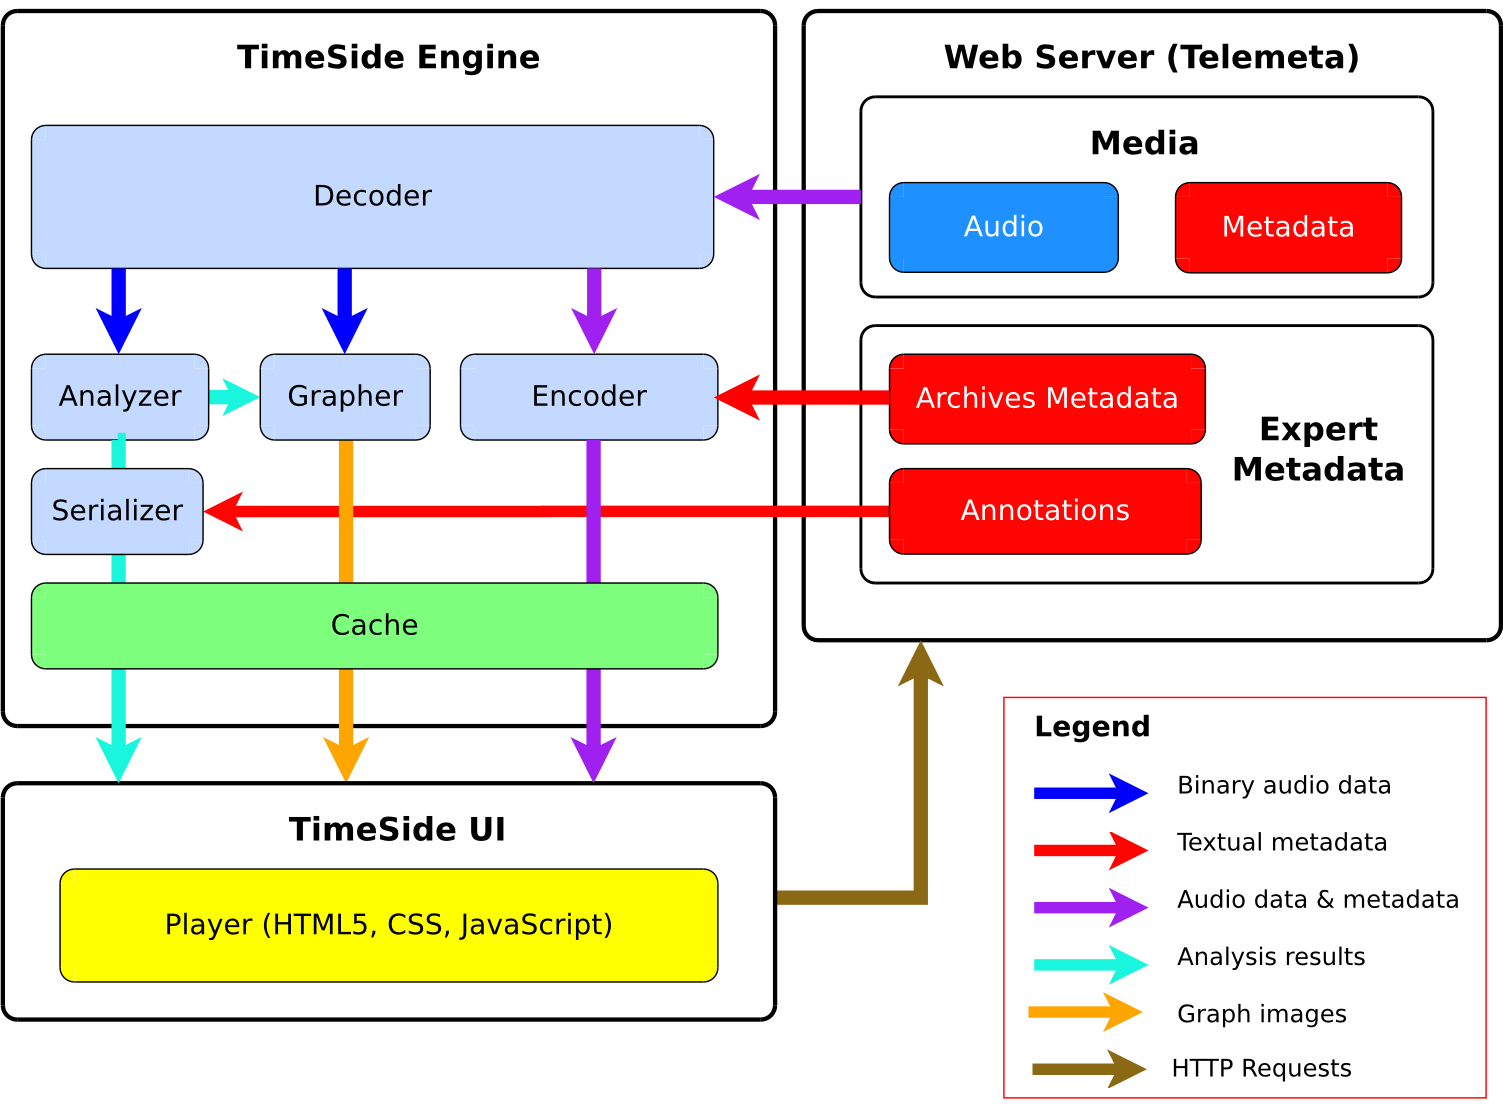 TimeSide Engine
Decoder
Analyzer
Grapher
Encoder
Serializer
Cache
Web Server (Telemeta)
Media
Audio
Metadata
Archives Metadata
Annotations
Expert
Metadata
TimeSide UI
Player (HTML5, CSS, JavaScript)
Legend
Binary audio data
Textual metadata
Audio data & metadata
Analysis results
Graph images
HTTP Requests